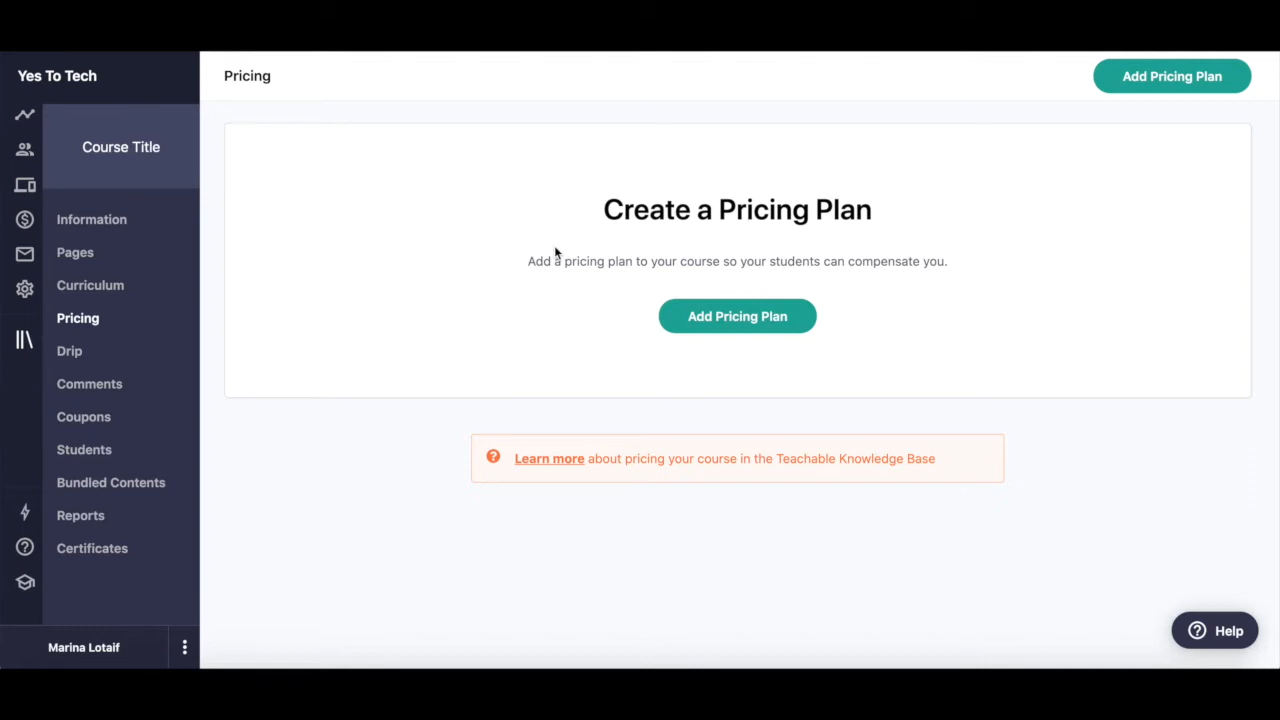 Yes To Tech
Pricing
Add Pricing Plan
Course Title
Information
Pages
Curriculum
Pricing
Drip
Comments
Coupons
Students
Bundled Contents
Reports
Certificates
Marina Lotaif
Create a Pricing Plan
Add a pricing plan to your course so your students can compensate you.
Add Pricing Plan
Learn more about pricing your course in the Teachable Knowledge Base
Help